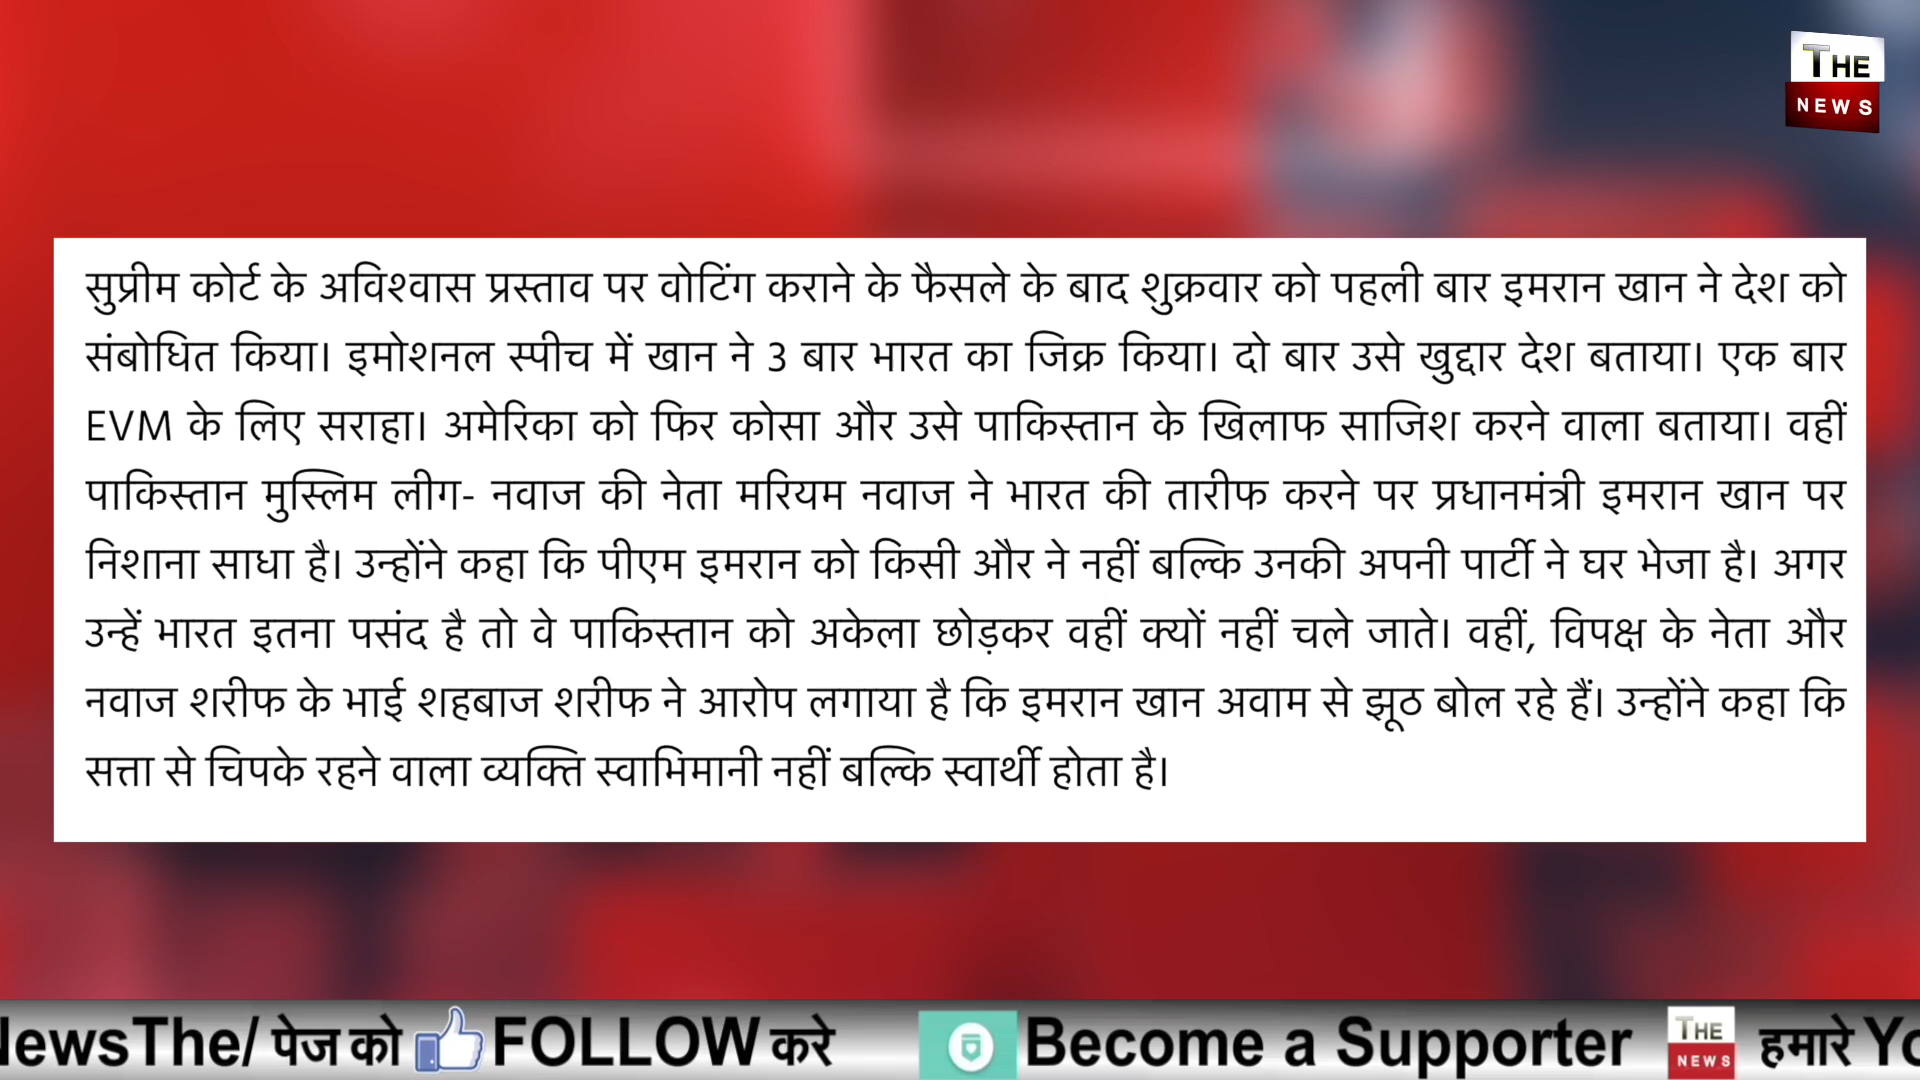 THE
NEWS
सुप्रीम कोर्ट के अविश्वास प्रस्ताव पर वोटिंग कराने के फैसले के बाद शुक्रवार को पहली बार इमरान खान ने देश को
संबोधित किया। इमोशनल स्पीच में खान ने 3 बार भारत का जिक्र किया। दो बार उसे खुद्दार देश बताया। एक बार
EVM के लिए सराहा। अमेरिका को फिर कोसा और उसे पाकिस्तान के खिलाफ साजिश करने वाला बताया। वहीं
पाकिस्तान मुस्लिम लीग- नवाज की नेता मरियम नवाज ने भारत की तारीफ करने पर प्रधानमंत्री इमरान खान पर
निशाना साधा है। उन्होंने कहा कि पीएम इमरान को किसी और ने नहीं बल्कि उनकी अपनी पार्टी ने घर भेजा है। अगर
उन्हें भारत इतना पसंद है तो वे पाकिस्तान को अकेला छोड़कर वहीं क्यों नहीं चले जाते। वहीं, विपक्ष के नेता और
नवाज शरीफ के भाई शहबाज शरीफ ने आरोप लगाया है कि इमरान खान अवाम से झूठ बोल रहे हैं। उन्होंने कहा कि
सत्ता से चिपके रहने वाला व्यक्ति स्वाभिमानी नहीं बल्कि स्वार्थी होता है।
ewsThe/ पेज को FOLLOW करे Become a Supporter THE NEWS हमारे Yo